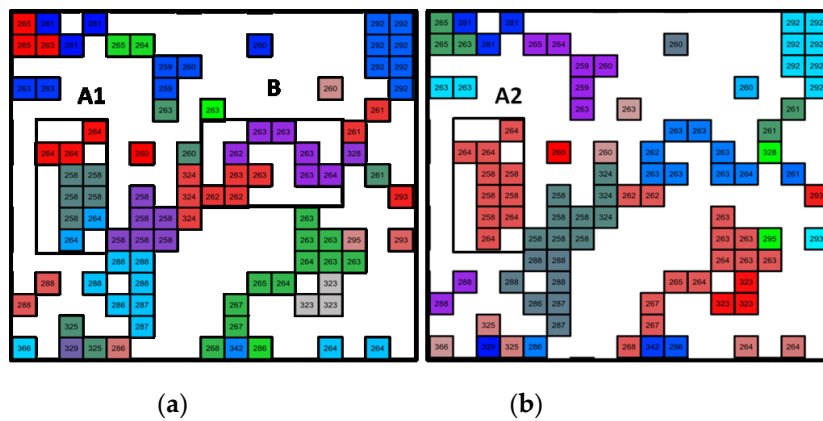 265 281 281 292 292
265 263 281 265 264 260 292 292
259 260 292 292
263 263 259 260 292
A1
B
263 263 261
264 263 263 261
264 264 260 260 262 263 328
258 258 324 263 263 263 264 261
258 258 258 324 262 262 293
258 264 258 258 324 263
264 258 258 258 263 263 295 293
288 288 264 263 263
288 288 288 265 264 323
288 286 287 267 323 323
325 287 267
366 329 325 286 268 342 286 264 264
(a)
265 281 281 292 292
265 263 281 265 264 260 292 292
259 260 292 292
263 263 259 260 292
A2
263 263 261
264 263 263 261
264 264 260 260 262 263 328
258 258 324 263 263 263 264 261
258 258 258 324 262 262 293
258 264 258 258 324 263
264 258 258 258 263 263 295 293
288 288 264 263 263
288 288 288 265 264 323
288 286 287 267 323 323
325 287 267
366 329 325 286 268 342 286 264 264
(b)